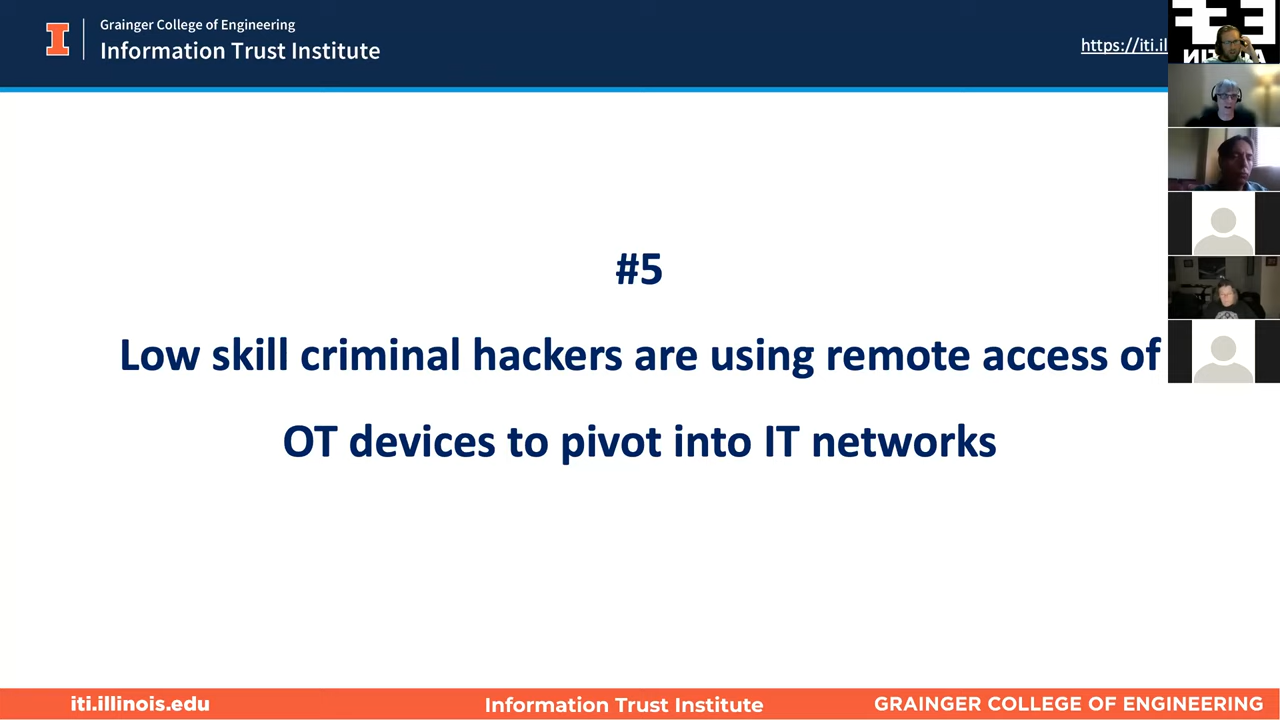 Grainger College of Engineering
Information Trust Institute
https://iti.il
#5
Low skill criminal hackers are using remote access of
OT devices to pivot into IT networks
iti.illinois.edu
Information Trust Institute
GRAINGER COLLEGE OF ENGINEERING